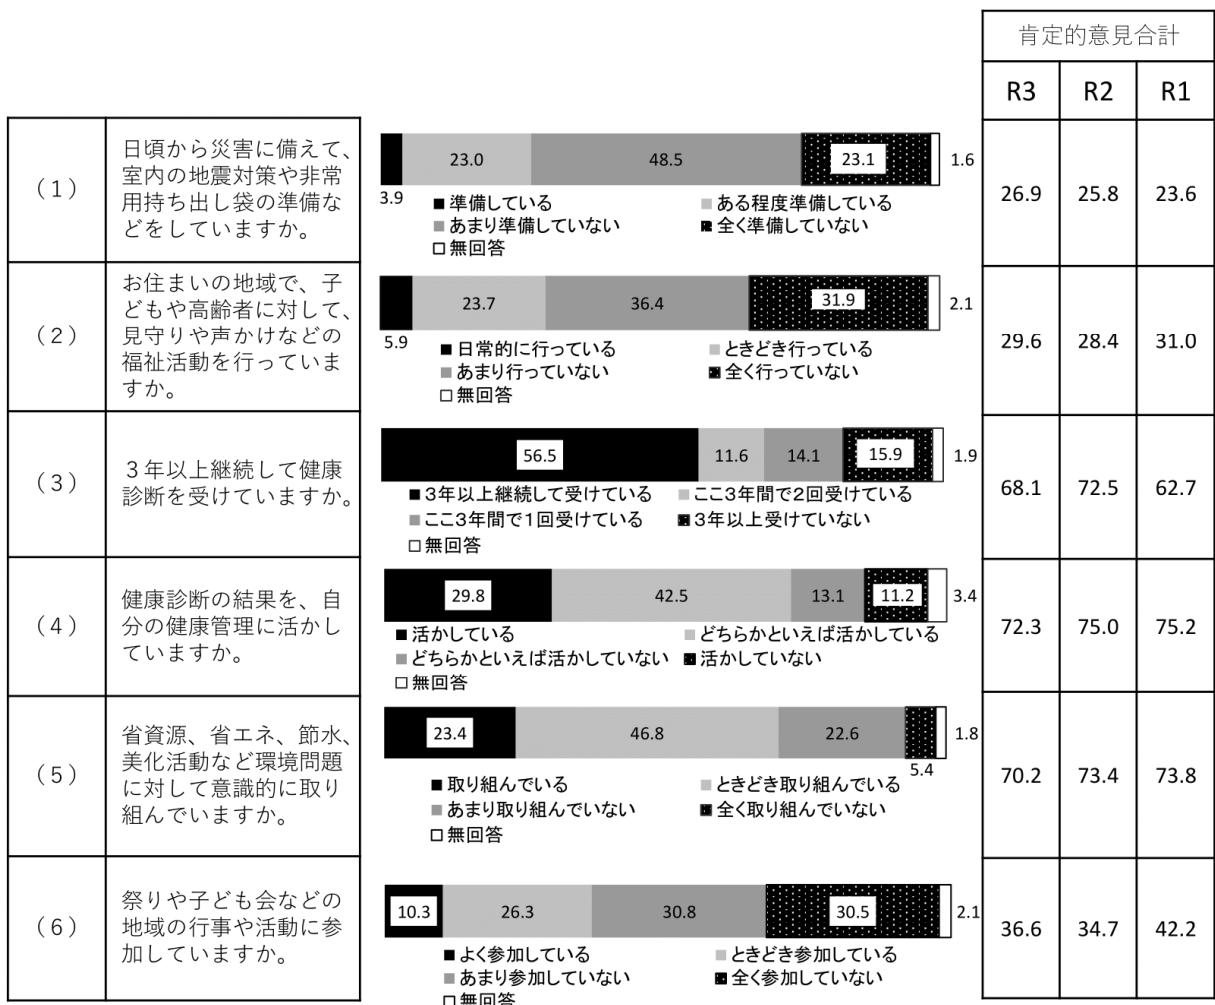 肯定的意見合計
R3 R2 R1
(1)
日頃から災害に備えて、
室内の地震対策や非常
用持ち出し袋の準備な
どをしていますか。
3.9 23.0 48.5 23.1 1.6
■準備している ■ある程度準備している
■あまり準備していない ■全く準備していない
□無回答
26.9 25.8 23.6
(2)
お住まいの地域で、子
どもや高齢者に対して、
見守りや声かけなどの
福祉活動を行っていま
すか。
5.9 23.7 36.4 31.9 2.1
■日常的に行っている ■ときどき行っている
■あまり行っていない ■全く行っていない
□無回答
29.6 28.4 31.0
(3)
３年以上継続して健康
診断を受けていますか。
56.5 11.6 14.1 15.9 1.9
■3年以上継続して受けている ■ここ3年間で2回受けている
■ここ3年間で1回受けている ■3年以上受けていない
□無回答
68.1 72.5 62.7
(4)
健康診断の結果を、自
分の健康管理に活かし
ていますか。
29.8 42.5 13.1 11.2 3.4
■活かしている ■どちらかといえば活かしている
■どちらかといえば活かしていない ■活かしていない
□無回答
72.3 75.0 75.2
(5)
省資源、省エネ、節水、
美化活動など環境問題
に対して意識的に取り
組んでいますか。
23.4 46.8 22.6 5.4 1.8
■取り組んでいる ■ときどき取り組んでいる
■あまり取り組んでいない ■全く取り組んでいない
□無回答
70.2 73.4 73.8
(6)
祭りや子ども会などの
地域の行事や活動に参
加していますか。
10.3 26.3 30.8 30.5 2.1
■よく参加している ■ときどき参加している
■あまり参加していない ■全く参加していない
□無回答
36.6 34.7 42.2